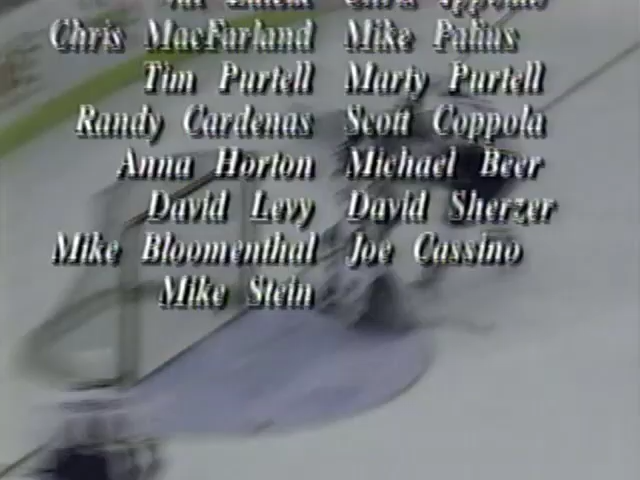 Chris MacFarland Mike Palius
Tim Purtell Marty Purtell
Randy Cardenas Scott Coppola
Anna Horton Michael Beer
David Levy David Sherzer
Mike Bloomenthal Joe Cassino
Mike Stein